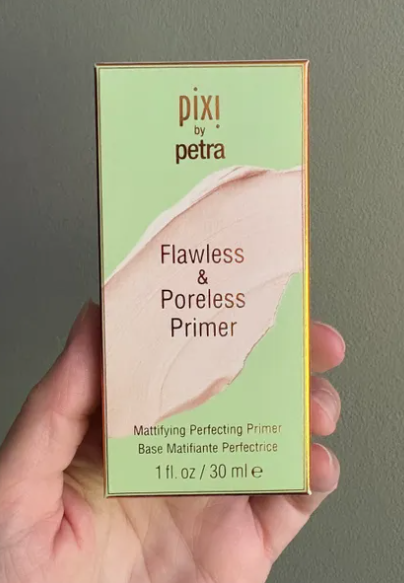 pixi
by
petra
Flawless
&
Poreless
Primer
Mattifying Perfecting Primer
Base Matifiante Perfectrice
1 fl. oz / 30 ml ℮